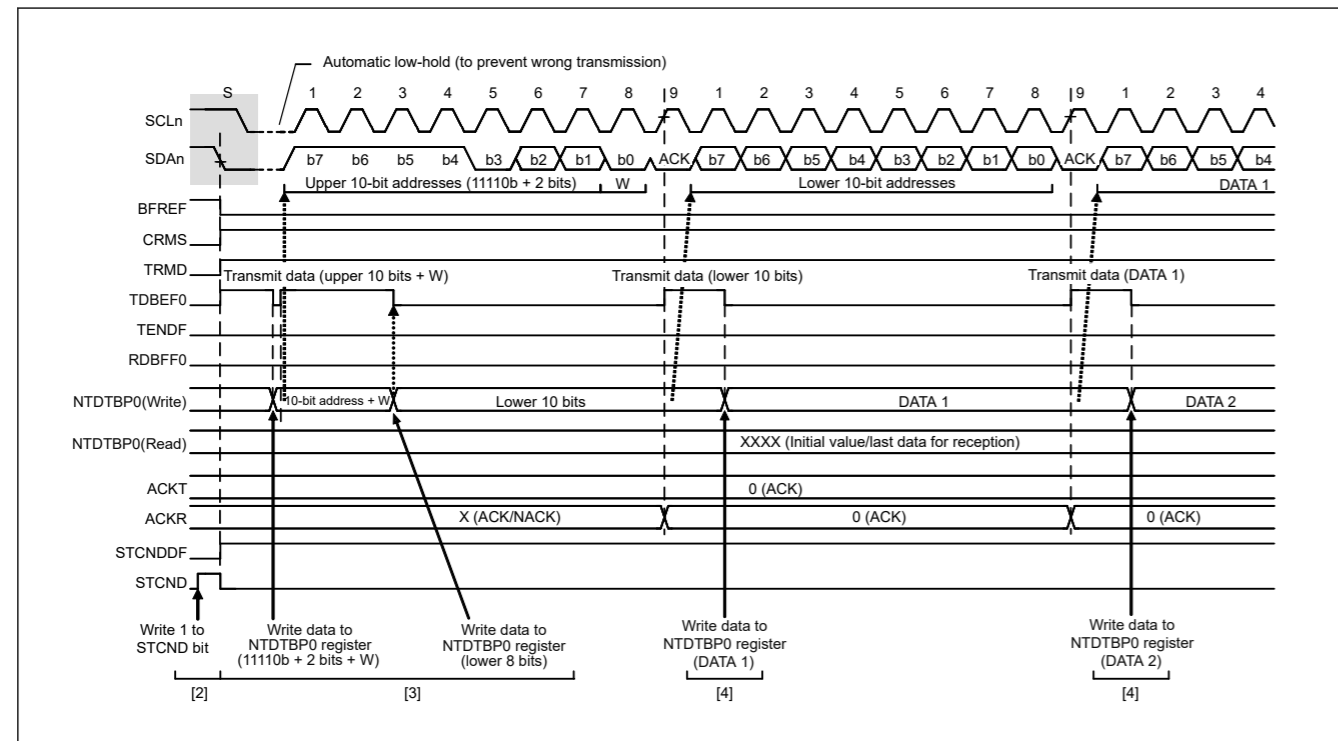 Automatic low-hold (to prevent wrong transmission)
S 1 2 3 4 5 6 7 8 9 1 2 3 4 5 6 7 8 9 1 2 3 4
SCLn
SDAn b7 b6 b5 b4 b3 b2 b1 b0 ACK b7 b6 b5 b4 b3 b2 b1 b0 ACK b7 b6 b5 b4
Upper 10-bit addresses (11110b + 2 bits) W Lower 10-bit addresses DATA 1
BFREF
CRMS
TRMD
Transmit data (upper 10 bits + W) Transmit data (lower 10 bits) Transmit data (DATA 1)
TDBEF0
TENDF
RDBFF0
NTDTBP0(Write) 10-bit address + W Lower 10 bits DATA 1 DATA 2
NTDTBP0(Read) XXXX (Initial value/last data for reception)
ACKT 0 (ACK)
ACKR X (ACK/NACK) 0 (ACK) 0 (ACK)
STCNDDF
STCND
Write 1 to
STCND bit
Write data to
NTDTBP0 register
(11110b + 2 bits + W)
Write data to
NTDTBP0 register
(lower 8 bits)
Write data to
NTDTBP0 register
(DATA 1)
Write data to
NTDTBP0 register
(DATA 2)
[2] [3] [4] [4]